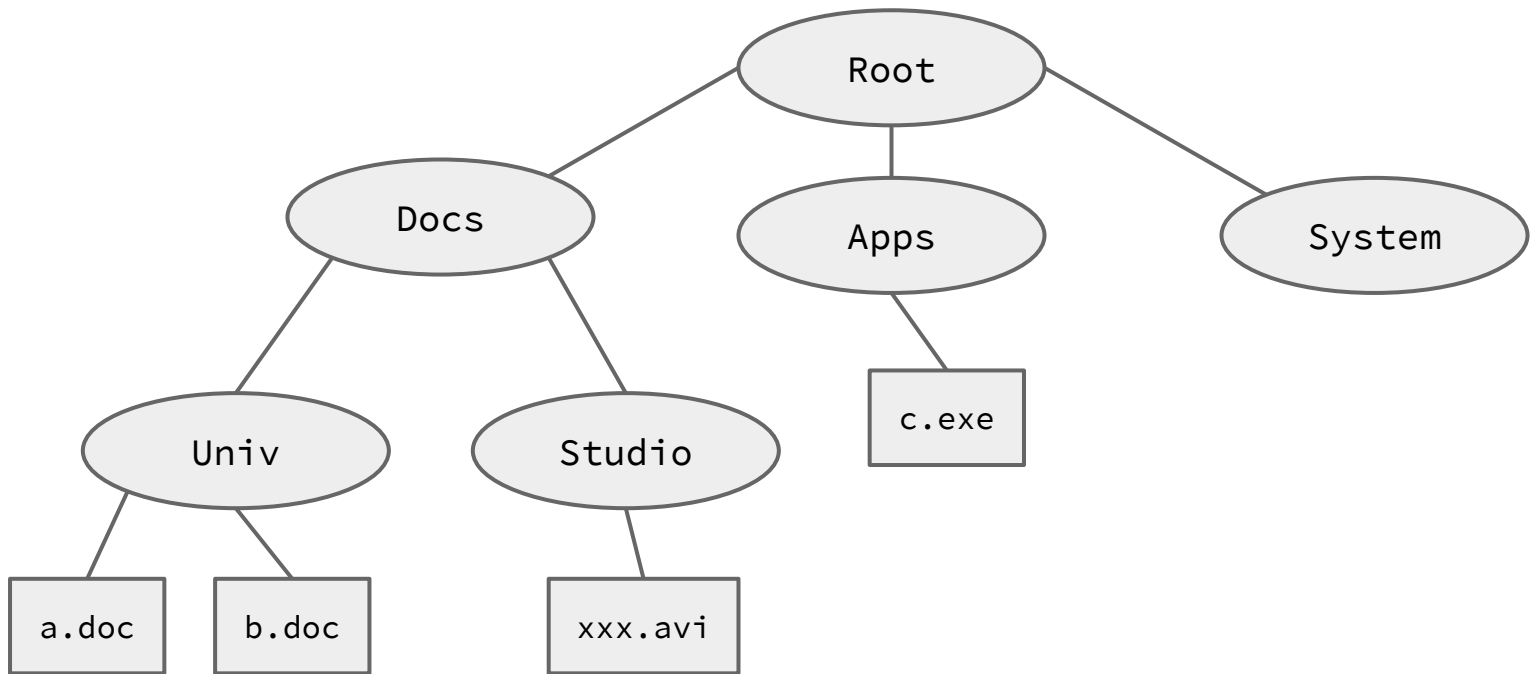 Root
Docs
Apps
System
Univ
Studio
c.exe
a.doc
b.doc
xxx.avi